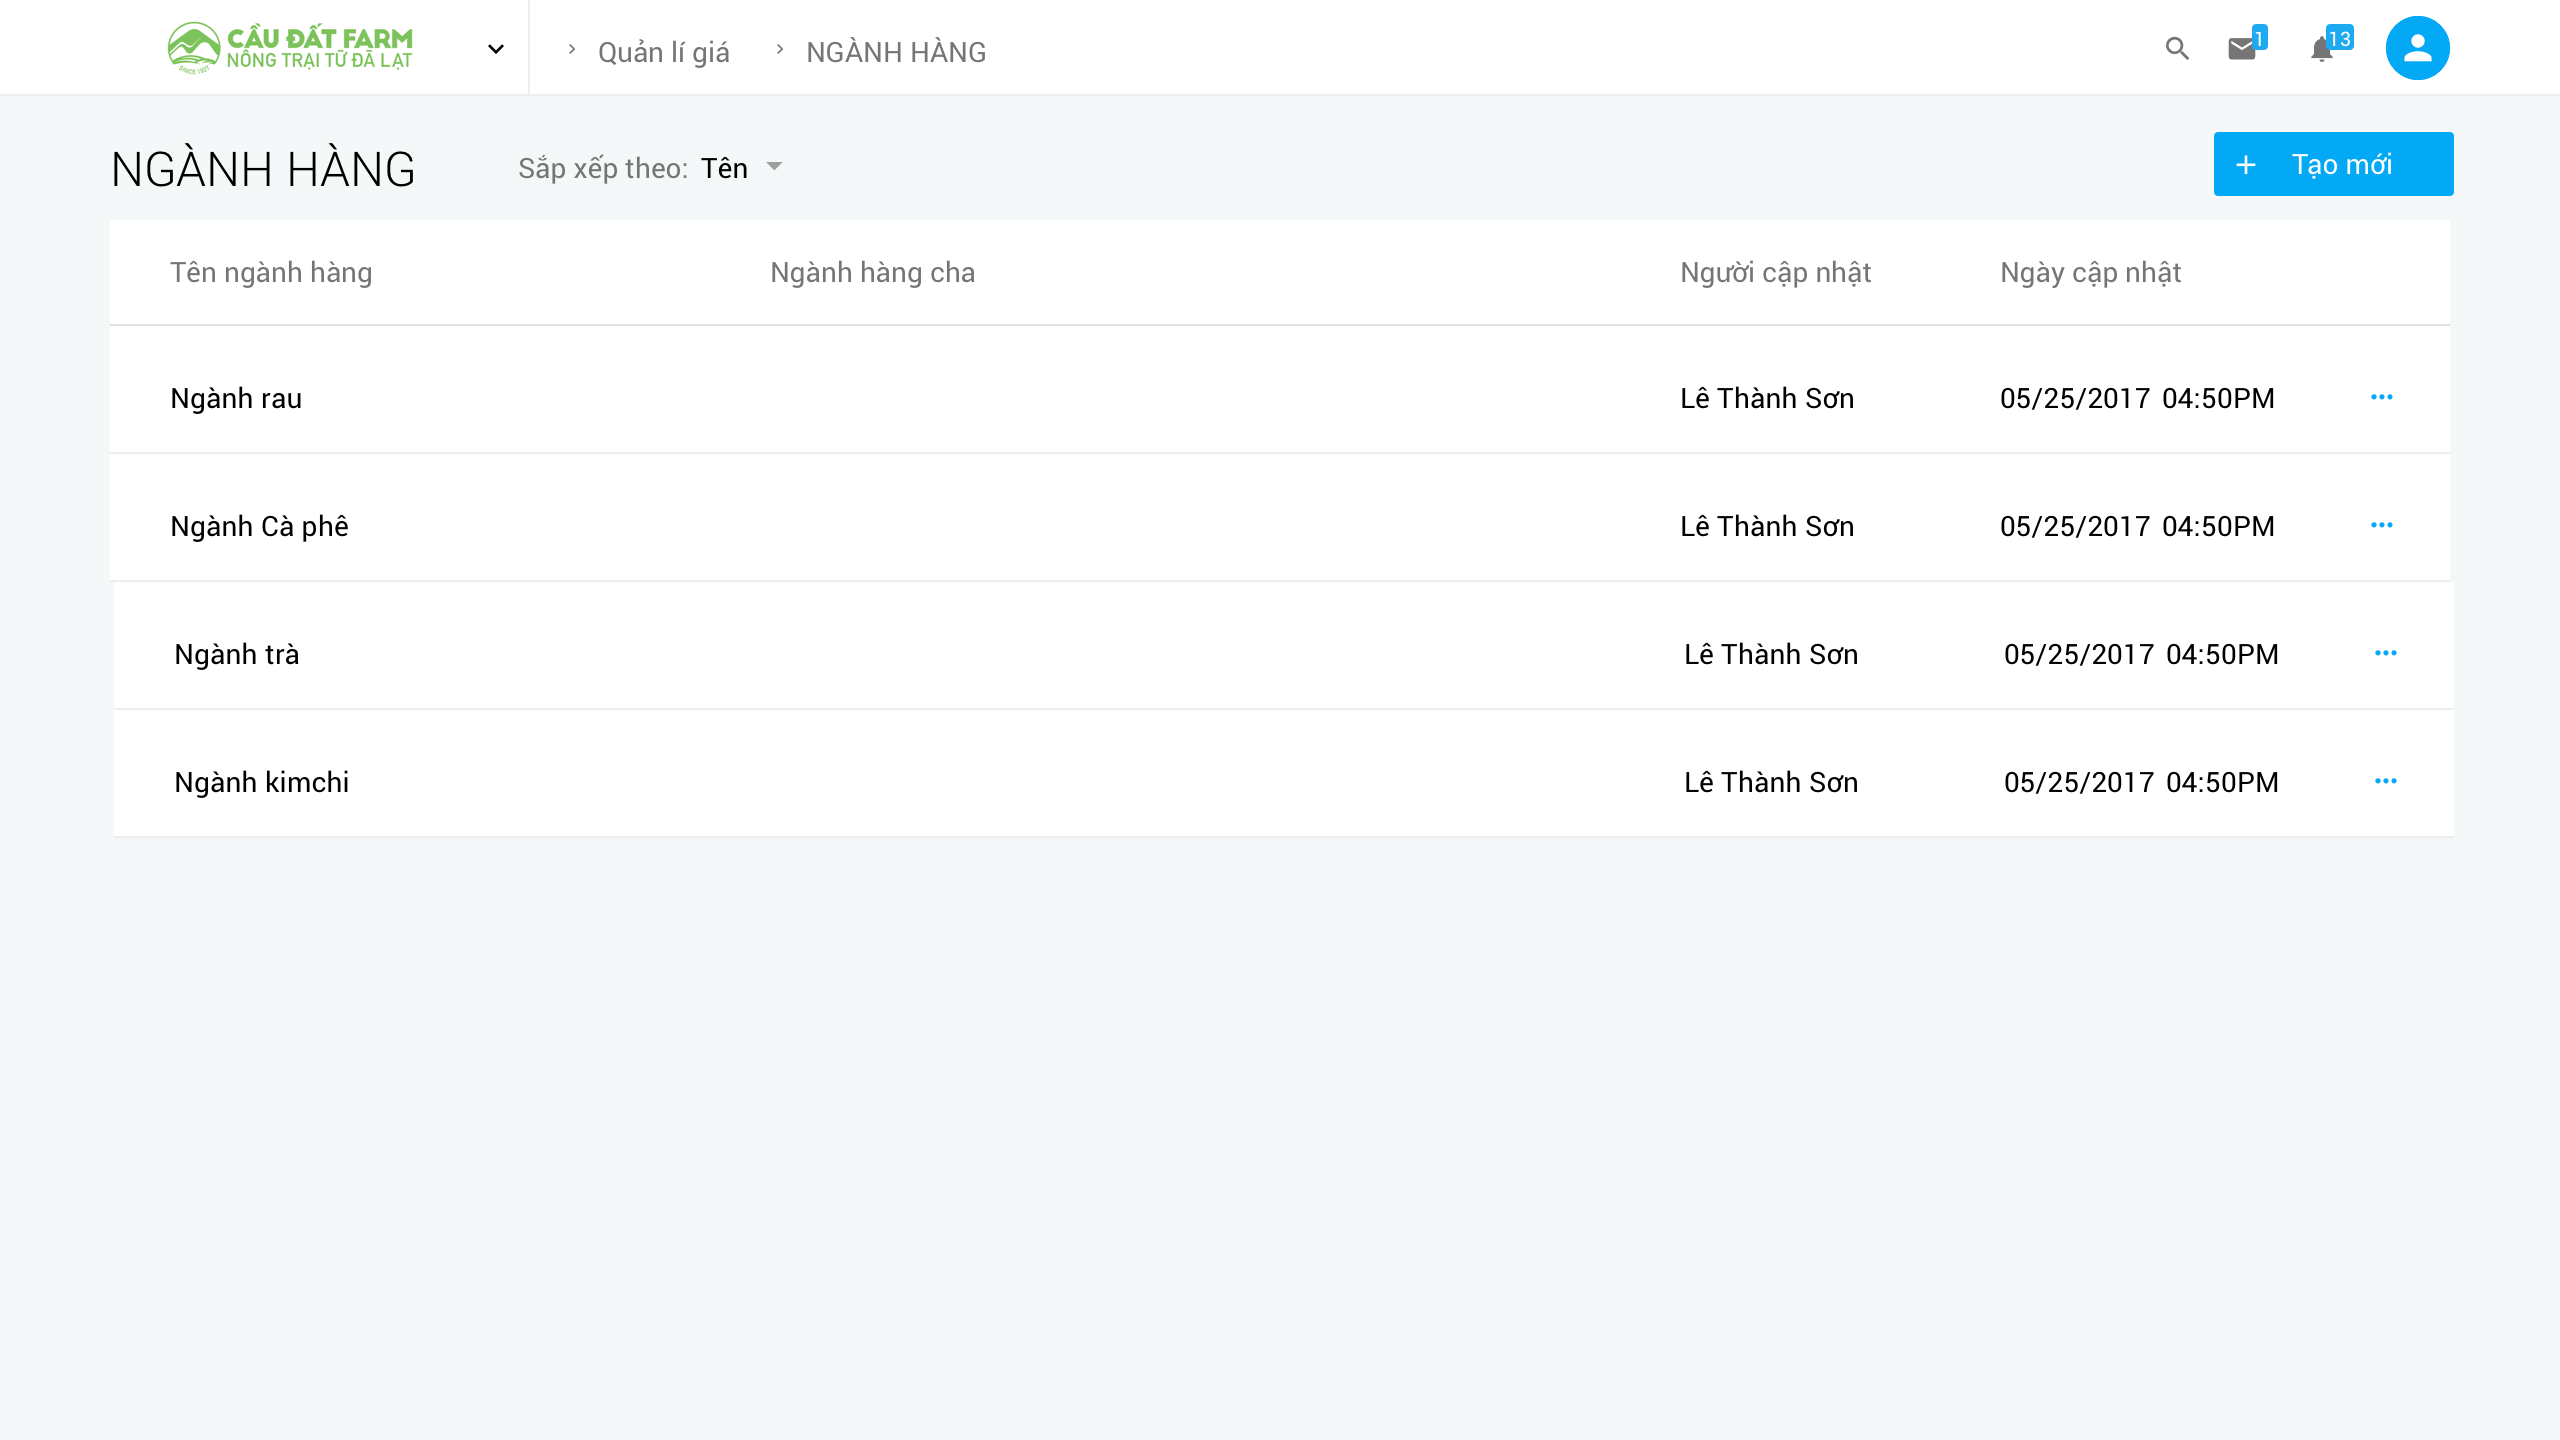 CẦU ĐẤT FARM
NÔNG TRẠI TỪ ĐÀ LẠT
SINCE 1927
Quản lí giá
NGÀNH HÀNG
1
13
NGÀNH HÀNG
Sắp xếp theo: Tên
Tạo mới
Tên ngành hàng Ngành hàng cha Người cập nhật Ngày cập nhật
Ngành rau Lê Thành Sơn 05/25/2017 04:50PM
Ngành Cà phê Lê Thành Sơn 05/25/2017 04:50PM
Ngành trà Lê Thành Sơn 05/25/2017 04:50PM
Ngành kimchi Lê Thành Sơn 05/25/2017 04:50PM